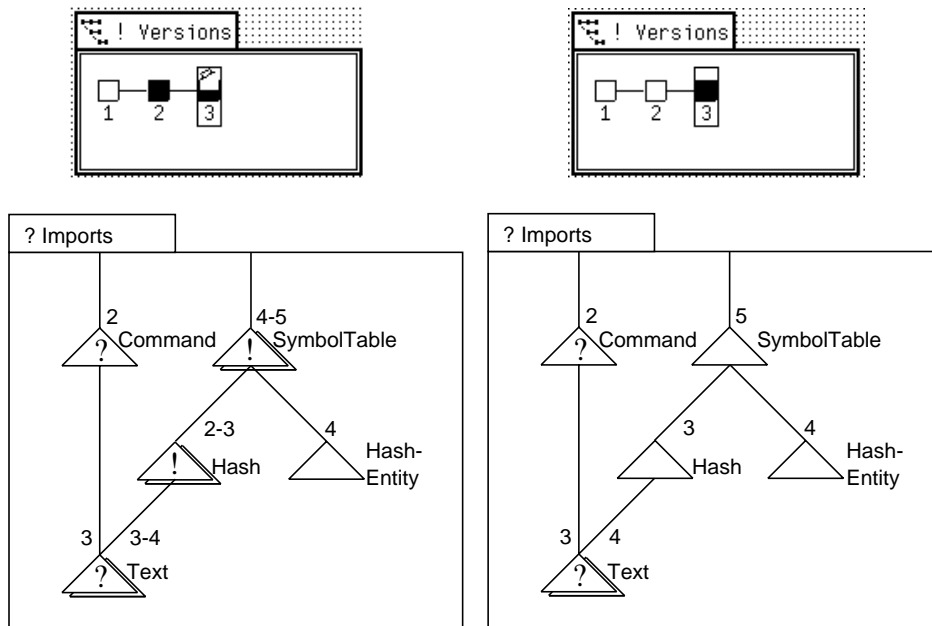 ! Versions
1 2 3
! Versions
1 2 3
? Imports
2
4-5
? Command
! SymbolTable
2-3
4
! Hash
Hash-
Entity
3
3-4
? Text
? Imports
2
5
? Command
SymbolTable
3
4
Hash
Hash-
Entity
3
4
? Text